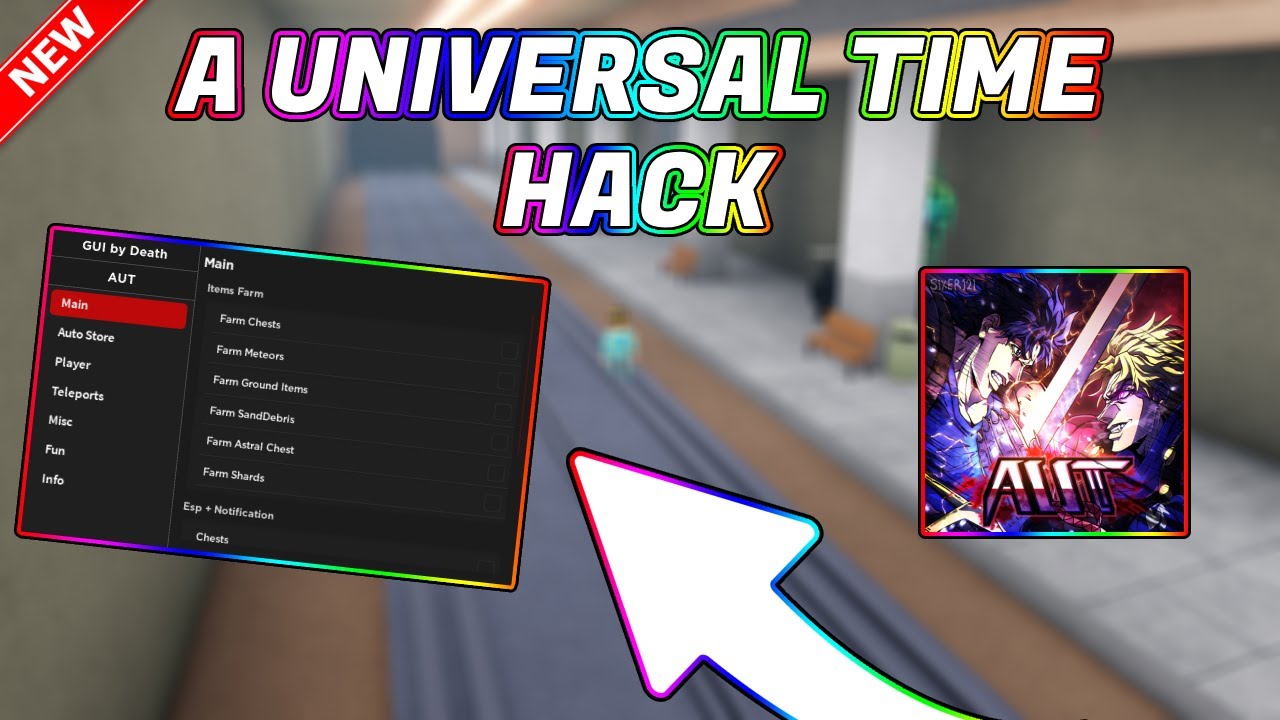 NEW
A UNIVERSAL TIME
HACK
GUI by Death
AUT
Main
Auto Store
Player
Teleports
Misc
Fun
Info
Main
Items Farm
Farm Chests
Farm Meteors
Farm Ground Items
Farm SandDebris
Farm Astral Chest
Farm Shards
Esp + Notification
Chests
SixER121
AUT